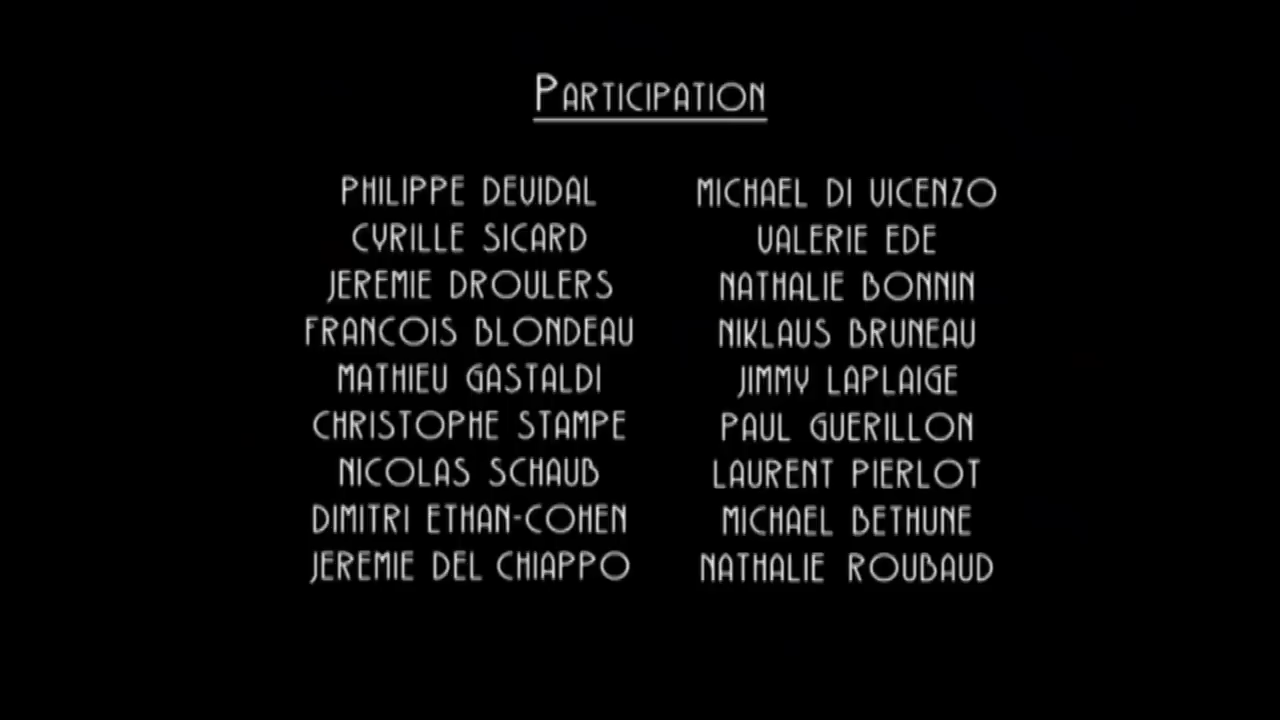 PARTICIPATION
PHILIPPE DEVIDAL
CYRILLE SICARD
JEREMIE DROULERS
FRANCOIS BLONDEAU
MATHIEU GASTALDI
CHRISTOPHE STAMPE
NICOLAS SCHAUB
DIMITRI ETHAN-COHEN
JEREMIE DEL CHIAPPO
MICHAEL DI VICENZO
VALERIE EDE
NATHALIE BONNIN
NIKLAUS BRUNEAU
JIMMY LAPLAIGE
PAUL GUERILLON
LAURENT PIERLOT
MICHAEL BETHUNE
NATHALIE ROUBAUD